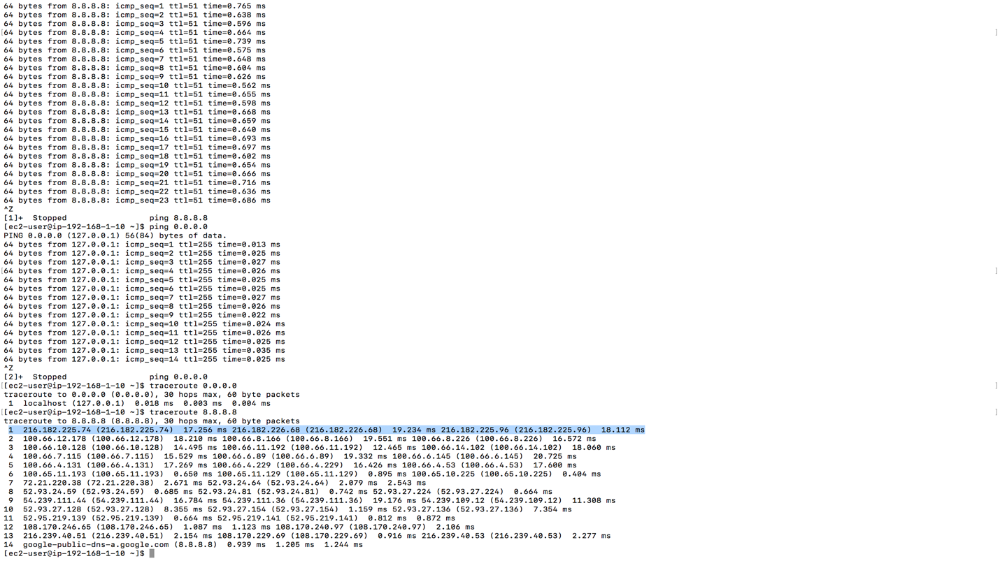 64 bytes from 8.8.8.8: icmp_seq=1 ttl=51 time=0.765 ms
64 bytes from 8.8.8.8: icmp_seq=2 ttl=51 time=0.638 ms
64 bytes from 8.8.8.8: icmp_seq=3 ttl=51 time=0.596 ms
[64 bytes from 8.8.8.8: icmp_seq=4 ttl=51 time=0.664 ms ]
64 bytes from 8.8.8.8: icmp_seq=5 ttl=51 time=0.739 ms
64 bytes from 8.8.8.8: icmp_seq=6 ttl=51 time=0.575 ms
64 bytes from 8.8.8.8: icmp_seq=7 ttl=51 time=0.648 ms
64 bytes from 8.8.8.8: icmp_seq=8 ttl=51 time=0.604 ms
64 bytes from 8.8.8.8: icmp_seq=9 ttl=51 time=0.626 ms
64 bytes from 8.8.8.8: icmp_seq=10 ttl=51 time=0.562 ms
64 bytes from 8.8.8.8: icmp_seq=11 ttl=51 time=0.655 ms
64 bytes from 8.8.8.8: icmp_seq=12 ttl=51 time=0.598 ms
64 bytes from 8.8.8.8: icmp_seq=13 ttl=51 time=0.668 ms
64 bytes from 8.8.8.8: icmp_seq=14 ttl=51 time=0.659 ms
64 bytes from 8.8.8.8: icmp_seq=15 ttl=51 time=0.640 ms
64 bytes from 8.8.8.8: icmp_seq=16 ttl=51 time=0.693 ms
64 bytes from 8.8.8.8: icmp_seq=17 ttl=51 time=0.697 ms
64 bytes from 8.8.8.8: icmp_seq=18 ttl=51 time=0.602 ms
64 bytes from 8.8.8.8: icmp_seq=19 ttl=51 time=0.654 ms
64 bytes from 8.8.8.8: icmp_seq=20 ttl=51 time=0.666 ms
64 bytes from 8.8.8.8: icmp_seq=21 ttl=51 time=0.716 ms
64 bytes from 8.8.8.8: icmp_seq=22 ttl=51 time=0.636 ms
64 bytes from 8.8.8.8: icmp_seq=23 ttl=51 time=0.686 ms
^Z
[1]+  Stopped                 ping 8.8.8.8
[ec2-user@ip-192-168-1-10 ~]$ ping 0.0.0.0
PING 0.0.0.0 (127.0.0.1) 56(84) bytes of data.
64 bytes from 127.0.0.1: icmp_seq=1 ttl=255 time=0.013 ms
64 bytes from 127.0.0.1: icmp_seq=2 ttl=255 time=0.025 ms
64 bytes from 127.0.0.1: icmp_seq=3 ttl=255 time=0.027 ms
[64 bytes from 127.0.0.1: icmp_seq=4 ttl=255 time=0.026 ms ]
64 bytes from 127.0.0.1: icmp_seq=5 ttl=255 time=0.025 ms
64 bytes from 127.0.0.1: icmp_seq=6 ttl=255 time=0.025 ms
64 bytes from 127.0.0.1: icmp_seq=7 ttl=255 time=0.027 ms
64 bytes from 127.0.0.1: icmp_seq=8 ttl=255 time=0.026 ms
64 bytes from 127.0.0.1: icmp_seq=9 ttl=255 time=0.022 ms
64 bytes from 127.0.0.1: icmp_seq=10 ttl=255 time=0.024 ms
64 bytes from 127.0.0.1: icmp_seq=11 ttl=255 time=0.026 ms
64 bytes from 127.0.0.1: icmp_seq=12 ttl=255 time=0.025 ms
64 bytes from 127.0.0.1: icmp_seq=13 ttl=255 time=0.035 ms
64 bytes from 127.0.0.1: icmp_seq=14 ttl=255 time=0.025 ms
^Z
[2]+  Stopped                 ping 0.0.0.0
[[ec2-user@ip-192-168-1-10 ~]$ traceroute 0.0.0.0 ]
traceroute to 0.0.0.0 (0.0.0.0), 30 hops max, 60 byte packets
 1  localhost (127.0.0.1)  0.018 ms  0.003 ms  0.004 ms
[[ec2-user@ip-192-168-1-10 ~]$ traceroute 8.8.8.8 ]
traceroute to 8.8.8.8 (8.8.8.8), 30 hops max, 60 byte packets
 1  216.182.225.74 (216.182.225.74)  17.256 ms 216.182.226.68 (216.182.226.68)  19.234 ms 216.182.225.96 (216.182.225.96)  18.112 ms
 2  100.66.12.178 (100.66.12.178)  18.210 ms 100.66.8.166 (100.66.8.166)  19.551 ms 100.66.8.226 (100.66.8.226)  16.572 ms
 3  100.66.10.128 (100.66.10.128)  14.495 ms 100.66.11.192 (100.66.11.192)  12.465 ms 100.66.14.102 (100.66.14.102)  18.060 ms
 4  100.66.7.115 (100.66.7.115)  15.529 ms 100.66.6.89 (100.66.6.89)  19.332 ms 100.66.6.145 (100.66.6.145)  20.725 ms
 5  100.66.4.131 (100.66.4.131)  17.269 ms 100.66.4.229 (100.66.4.229)  16.426 ms 100.66.4.53 (100.66.4.53)  17.600 ms
 6  100.65.11.193 (100.65.11.193)  0.650 ms 100.65.11.129 (100.65.11.129)  0.895 ms 100.65.10.225 (100.65.10.225)  0.404 ms
 7  72.21.220.38 (72.21.220.38)  2.671 ms 52.93.24.64 (52.93.24.64)  2.079 ms  2.543 ms
 8  52.93.24.59 (52.93.24.59)  0.685 ms 52.93.24.81 (52.93.24.81)  0.742 ms 52.93.27.224 (52.93.27.224)  0.664 ms
 9  54.239.111.44 (54.239.111.44)  16.784 ms 54.239.111.36 (54.239.111.36)  19.176 ms 54.239.109.12 (54.239.109.12)  11.308 ms
10  52.93.27.128 (52.93.27.128)  8.355 ms 52.93.27.154 (52.93.27.154)  1.159 ms 52.93.27.136 (52.93.27.136)  7.354 ms
11  52.95.219.139 (52.95.219.139)  0.664 ms 52.95.219.141 (52.95.219.141)  0.812 ms  0.872 ms
12  108.170.246.65 (108.170.246.65)  1.087 ms  1.123 ms 108.170.240.97 (108.170.240.97)  2.106 ms
13  216.239.40.51 (216.239.40.51)  2.154 ms 108.170.229.69 (108.170.229.69)  0.916 ms 216.239.40.53 (216.239.40.53)  2.277 ms
14  google-public-dns-a.google.com (8.8.8.8)  0.939 ms  1.205 ms  1.244 ms
[ec2-user@ip-192-168-1-10 ~]$